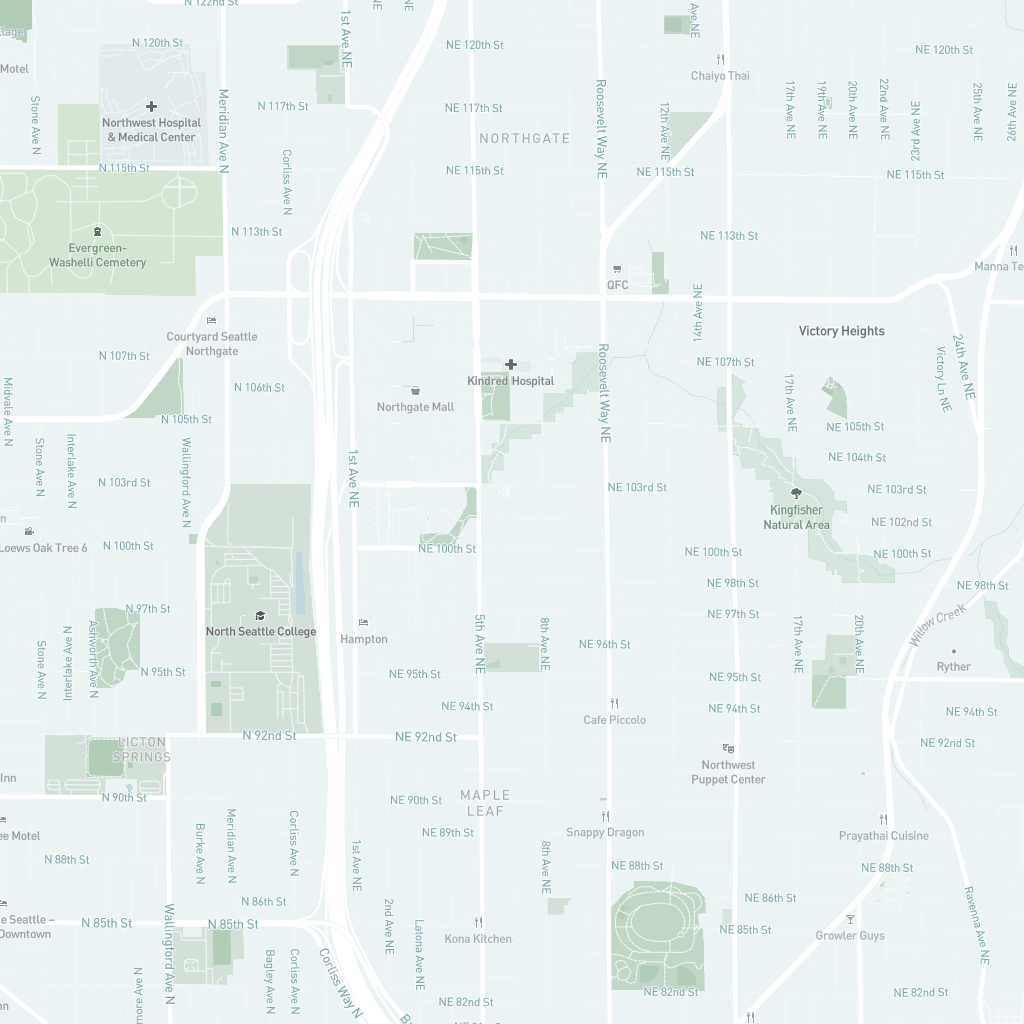 N 122nd St
1st Ave NE
Ave NE
N 120th St
NE 120th St
NE 120th St
Motel
Chaiyo Thai
Stone Ave N
Meridian Ave N
N 117th St
NE 117th St
Roosevelt Way NE
12th Ave NE
17th Ave NE
19th Ave NE
20th Ave NE
22nd Ave NE
23rd Ave NE
25th Ave NE
26th Ave NE
Northwest Hospital
& Medical Center
NORTHGATE
N 115th St
Corliss Ave N
NE 115th St
NE 115th St
NE 115th St
N 113th St
NE 113th St
Evergreen-
Washelli Cemetery
Manna Te
QFC
14th Ave NE
Courtyard Seattle
Northgate
Victory Heights
24th Ave NE
Victory Ln NE
N 107th St
Roosevelt Way NE
NE 107th St
Kindred Hospital
N 106th St
Midvale Ave N
Northgate Mall
17th Ave NE
N 105th St
NE 105th St
Stone Ave N
Interlake Ave N
Wallingford Ave N
1st Ave NE
NE 104th St
N 103rd St
NE 103rd St
NE 103rd St
Kingfisher
Natural Area
NE 102nd St
Loews Oak Tree 6
N 100th St
NE 100th St
NE 100th St
NE 100th St
NE 98th St
NE 98th St
N 97th St
NE 97th St
Willow Creek
North Seattle College
Hampton
5th Ave NE
8th Ave NE
NE 96th St
17th Ave NE
20th Ave NE
Stone Ave N
Interlake Ave N
Ashworth Ave N
N 95th St
NE 95th St
NE 95th St
Ryther
NE 94th St
NE 94th St
NE 94th St
Cafe Piccolo
N 92nd St
NE 92nd St
NE 92nd St
LICTON
SPRINGS
Northwest
Puppet Center
Inn
N 90th St
NE 90th St
MAPLE
LEAF
ee Motel
NE 89th St
Snappy Dragon
Prayathai Cuisine
Burke Ave N
Meridian Ave N
Corliss Ave N
1st Ave NE
8th Ave NE
N 88th St
NE 88th St
NE 88th St
N 86th St
NE 86th St
Ravenna Ave NE
e Seattle –
Downtown
N 85th St
N 85th St
NE 85th St
Wallingford Ave N
2nd Ave NE
Latona Ave NE
Kona Kitchen
Growler Guys
Bagley Ave N
Corliss Ave N
Corliss Way N
more Ave N
NE 82nd St
NE 82nd St
NE 82nd St